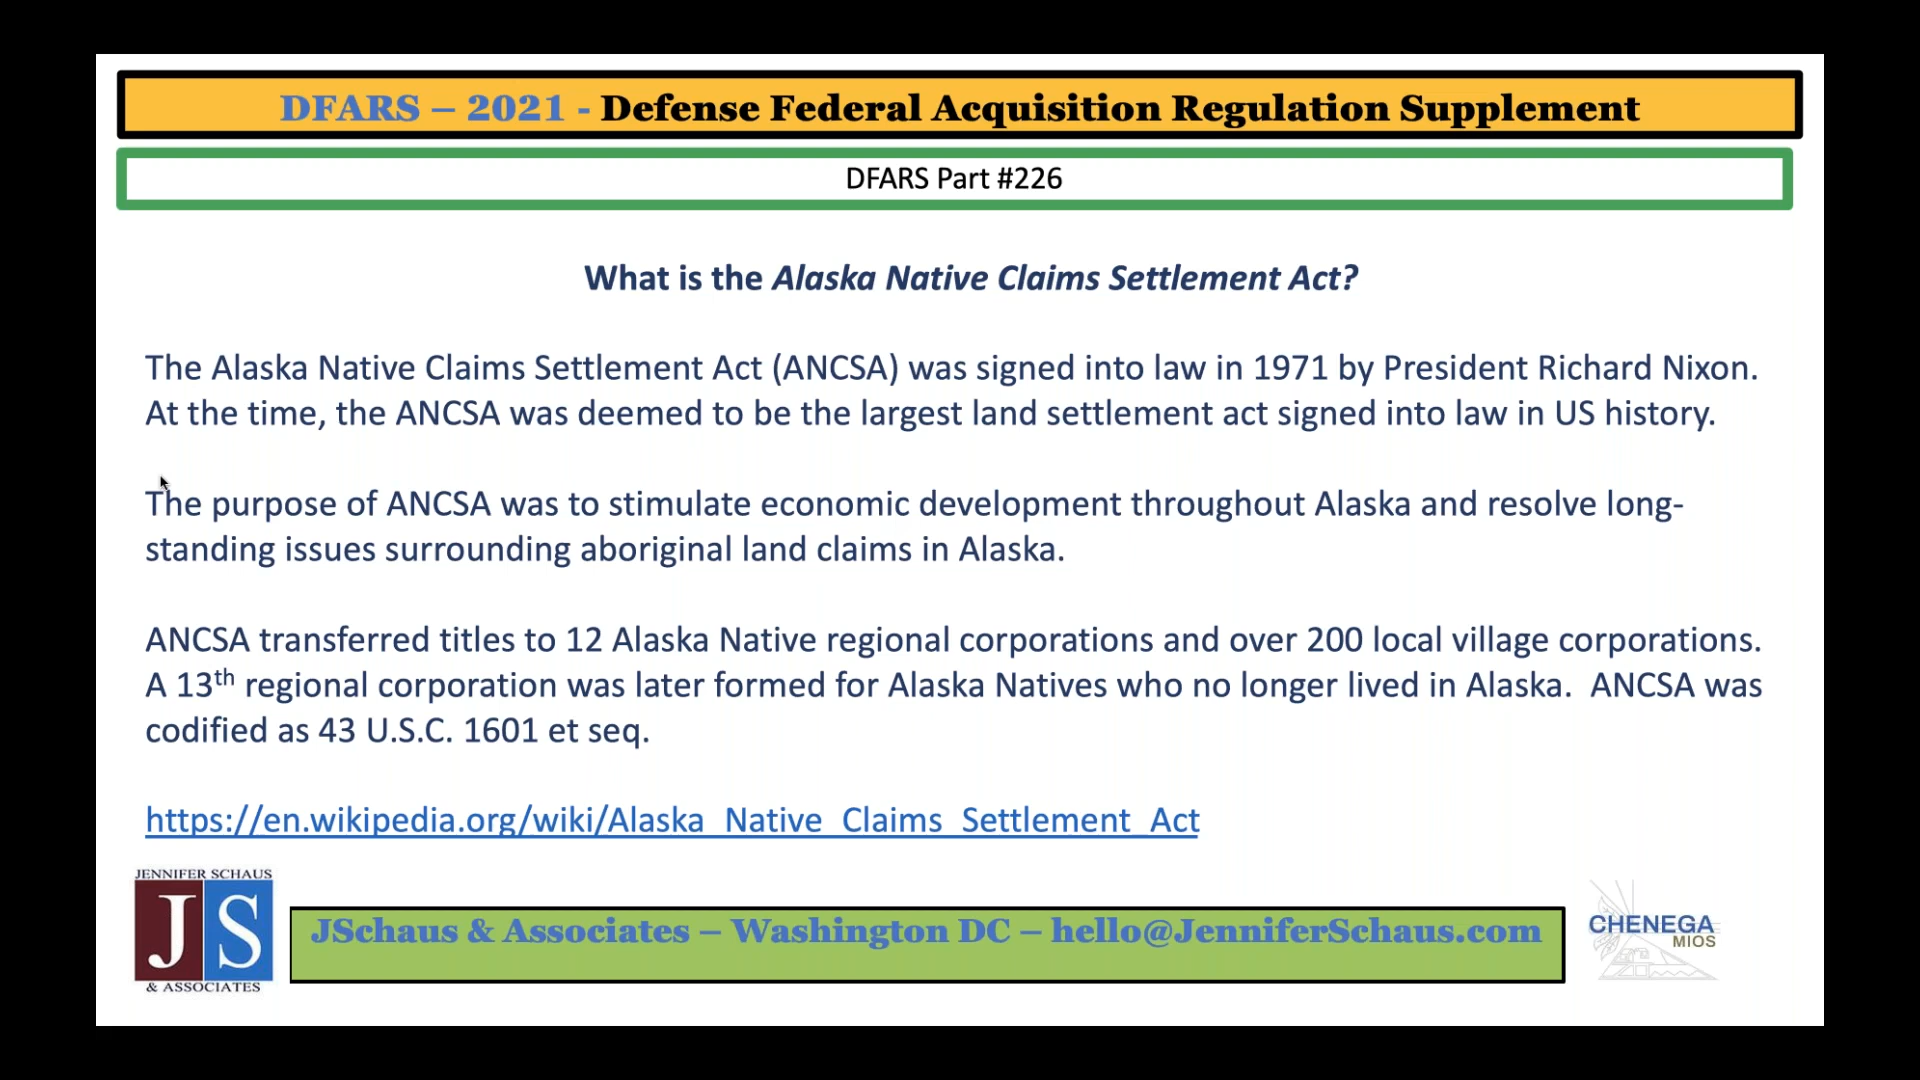 DFARS – 2021 - Defense Federal Acquisition Regulation Supplement
DFARS Part #226
What is the Alaska Native Claims Settlement Act?
The Alaska Native Claims Settlement Act (ANCSA) was signed into law in 1971 by President Richard Nixon.
At the time, the ANCSA was deemed to be the largest land settlement act signed into law in US history.
The purpose of ANCSA was to stimulate economic development throughout Alaska and resolve long-
standing issues surrounding aboriginal land claims in Alaska.
ANCSA transferred titles to 12 Alaska Native regional corporations and over 200 local village corporations.
A 13th regional corporation was later formed for Alaska Natives who no longer lived in Alaska.  ANCSA was
codified as 43 U.S.C. 1601 et seq.
https://en.wikipedia.org/wiki/Alaska_Native_Claims_Settlement_Act
JENNIFER SCHAUS
JS
& ASSOCIATES
JSchaus & Associates – Washington DC – hello@JenniferSchaus.com
CHENEGA
MIOS